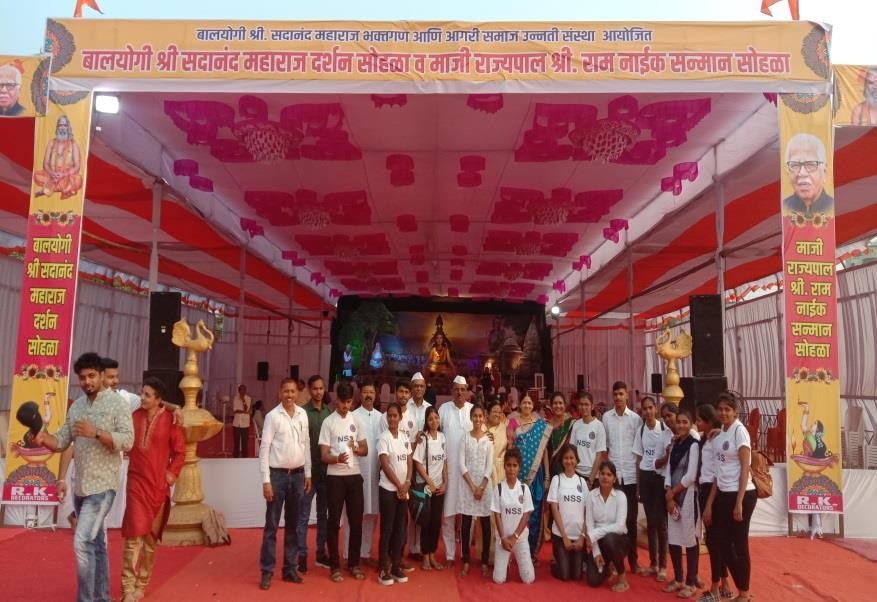 बालयोगी श्री. सदानंद महाराज भक्तगण आणि आगरी समाज उन्नती संस्था आयोजित
बालयोगी श्री सदानंद महाराज दर्शन सोहळा व माजी राज्यपाल श्री. राम नाईक सन्मान सोहळा
बालयोगी
श्री सदानंद
महाराज
दर्शन
सोहळा
R.K.
DECORATORS
माजी
राज्यपाल
श्री. राम
नाईक
सन्मान
सोहळा
R.K.
DECORATORS
NSS
NSS
NSS
NSS
NSS